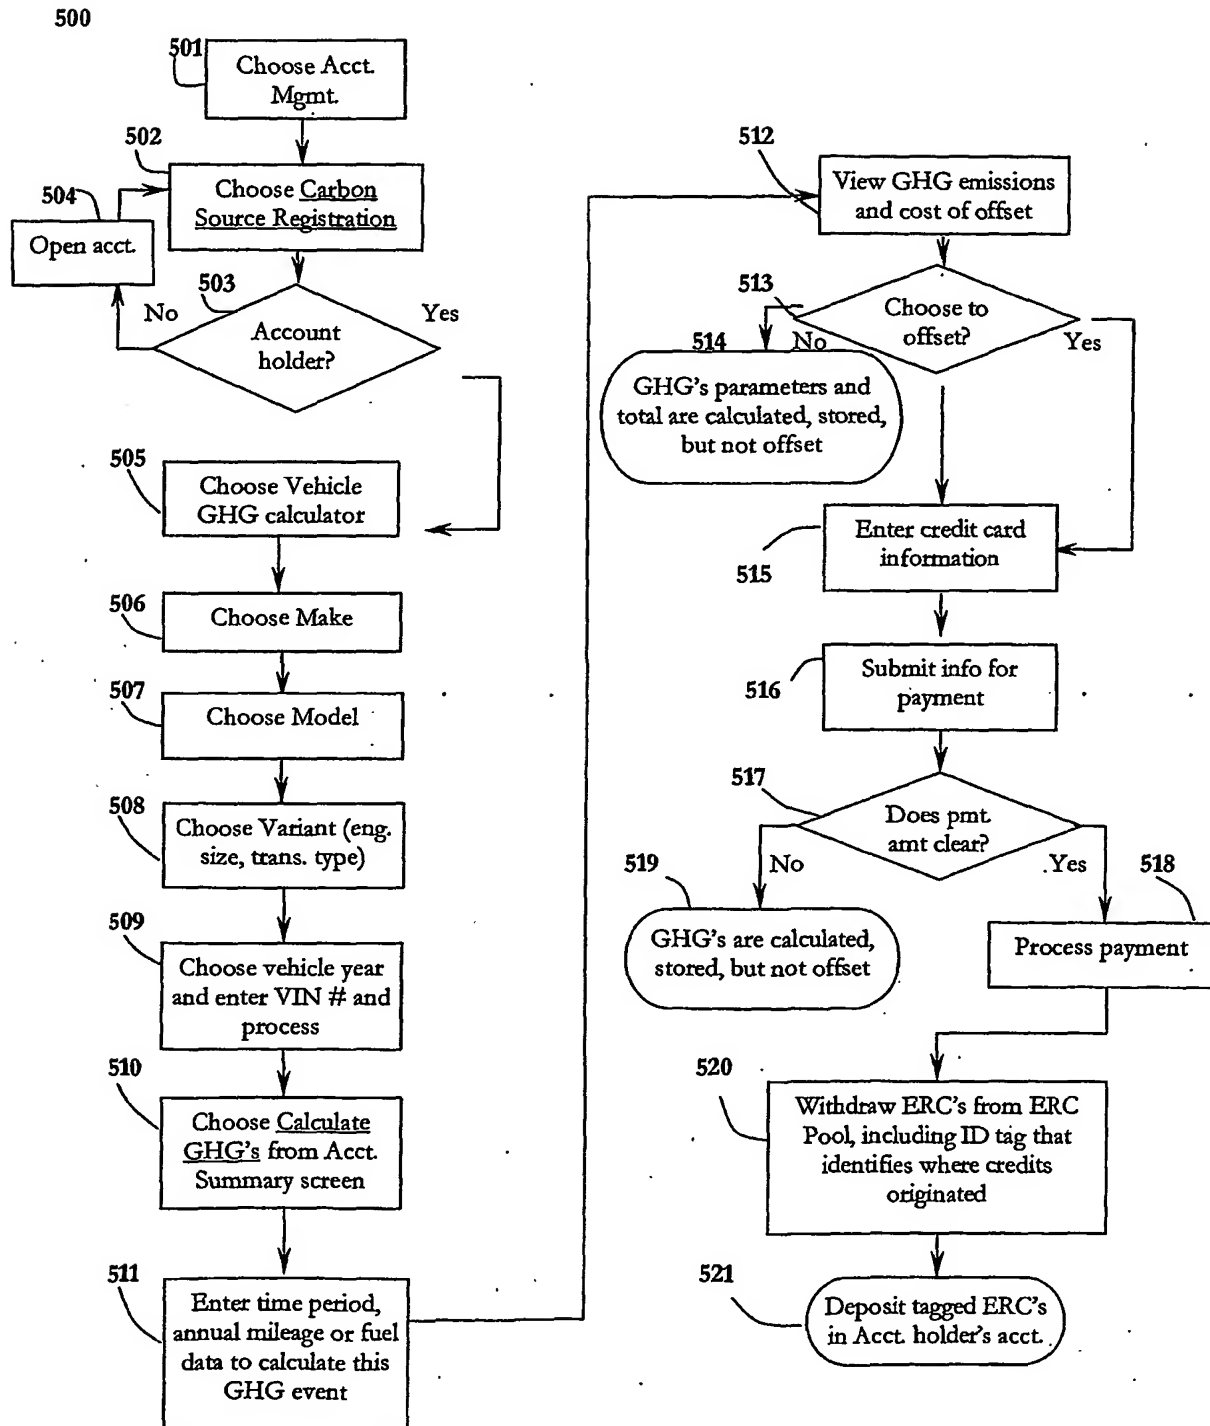 500
501
Choose Acct.
Mgmt.
502
Choose Carbon
Source Registration
504
Open acct.
503
No
Yes
Account
holder?
505
Choose Vehicle
GHG calculator
506
Choose Make
507
Choose Model
508
Choose Variant (eng.
size, trans. type)
509
Choose vehicle year
and enter VIN # and
process
510
Choose Calculate
GHG's from Acct.
Summary screen
511
Enter time period,
annual mileage or fuel
data to calculate this
GHG event
512
View GHG emissions
and cost of offset
513
Choose to
offset?
No
Yes
514
GHG's parameters and
total are calculated, stored,
but not offset
515
Enter credit card
information
516
Submit info for
payment
517
Does pmt.
amt clear?
No
Yes
519
GHG's are calculated,
stored, but not offset
518
Process payment
520
Withdraw ERC's from ERC
Pool, including ID tag that
identifies where credits
originated
521
Deposit tagged ERC's
in Acct. holder's acct.